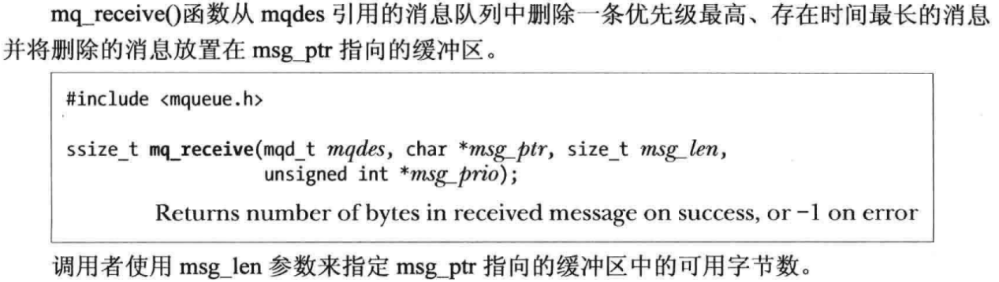 mq_receive()函数从 mqdes 引用的消息队列中删除一条优先级最高、存在时间最长的消息
并将删除的消息放置在 msg_ptr 指向的缓冲区。
#include <mqueue.h>
ssize_t mq_receive(mqd_t mqdes, char *msg_ptr, size_t msg_len,
unsigned int *msg_prio);
Returns number of bytes in received message on success, or −1 on error
调用者使用 msg_len 参数来指定 msg_ptr 指向的缓冲区中的可用字节数。